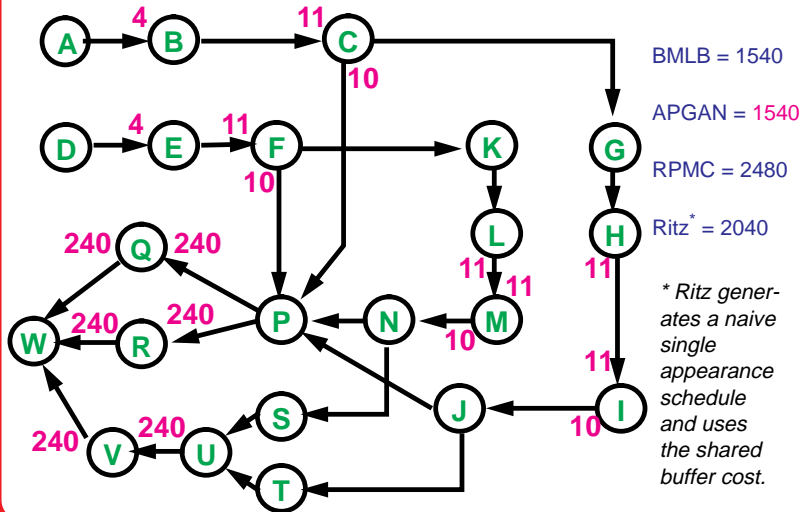 4
11
A B C
10
BMLB = 1540
APGAN = 1540
4
11
D E F K G
10
RPMC = 2480
240 240 Q L H Ritz* = 2040
11 11 11
* Ritz gener-
ates a naive
single
appearance
schedule
and uses
the shared
buffer cost.
240 240
W R P N M
10
11
240 240
V U S J I
10
T